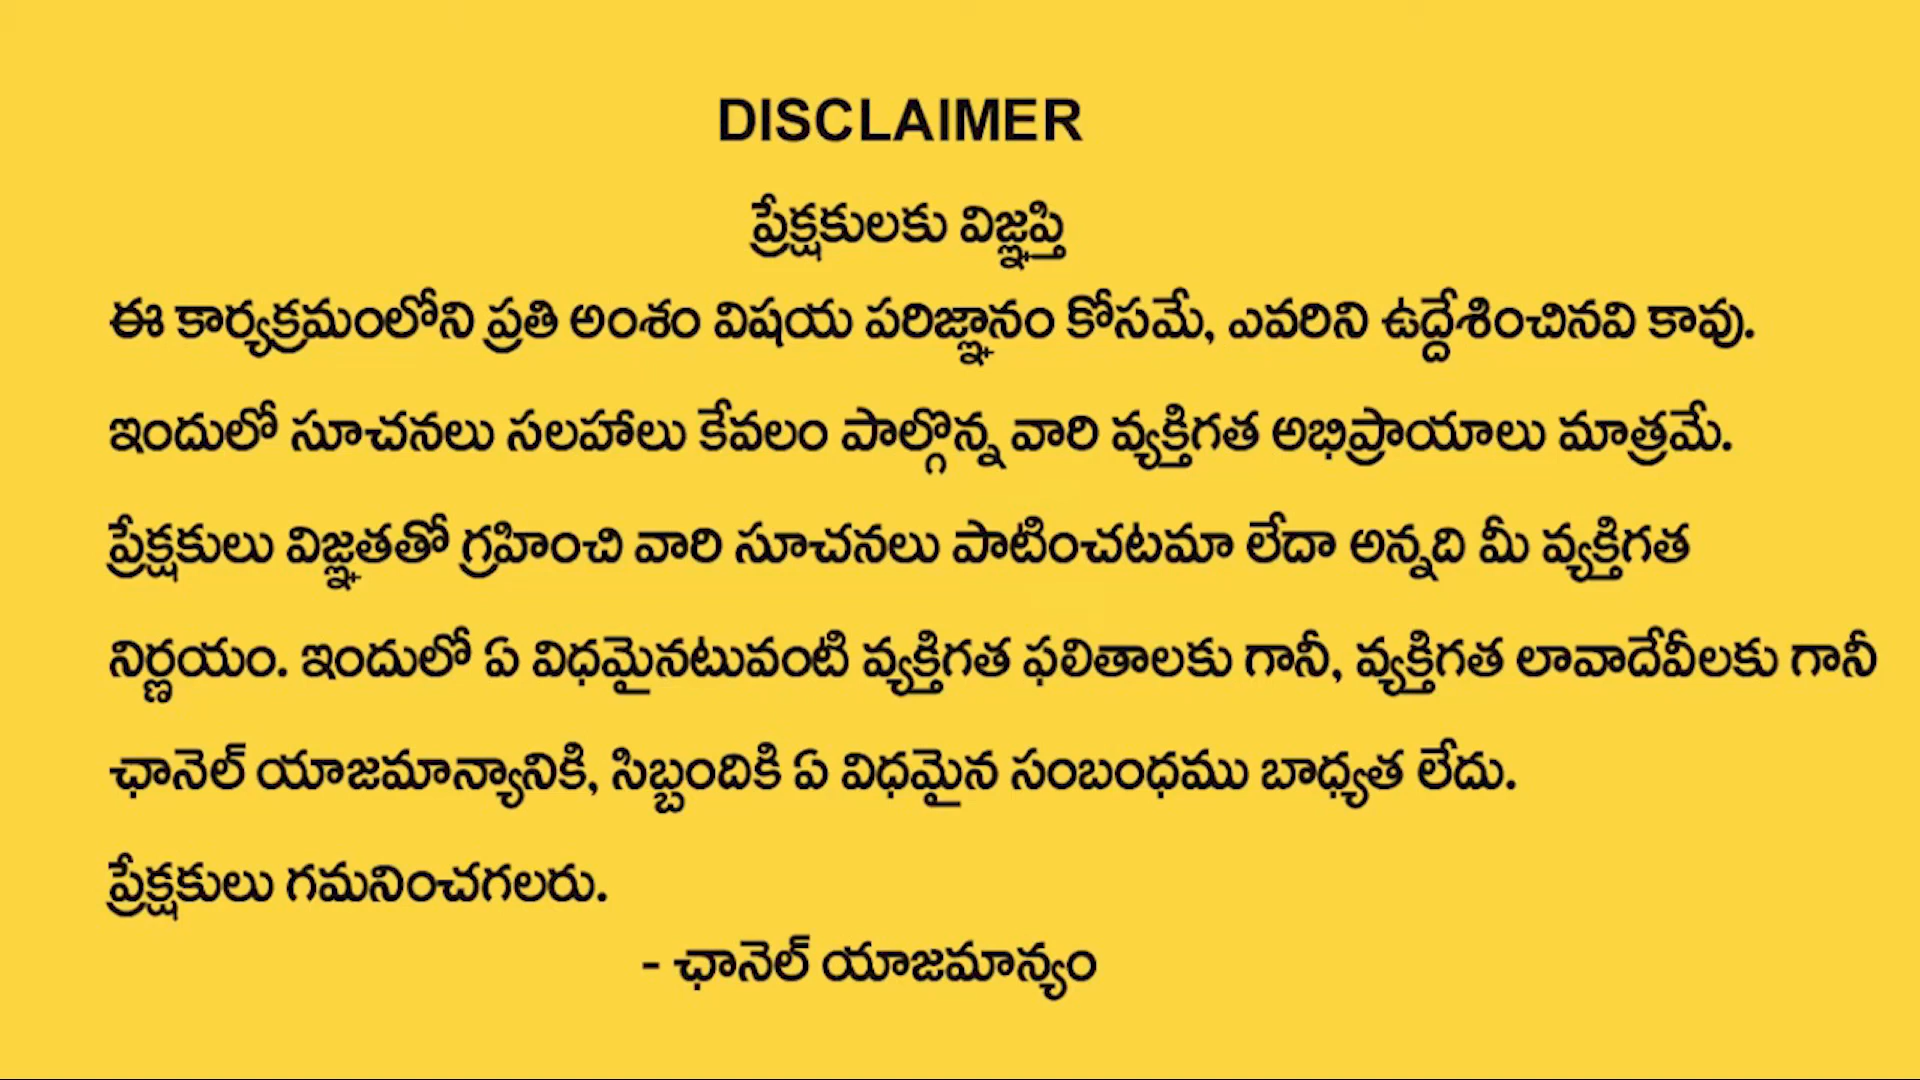 DISCLAIMER
ప్రేక్షకులకు విజ్ఞప్తి
ఈ కార్యక్రమంలోని ప్రతి అంశం విషయ పరిజ్ఞానం కోసమే, ఎవరిని ఉద్దేశించినవి కావు.
ఇందులో సూచనలు సలహాలు కేవలం పాల్గొన్న వారి వ్యక్తిగత అభిప్రాయాలు మాత్రమే.
ప్రేక్షకులు విజ్ఞతతో గ్రహించి వారి సూచనలు పాటించటమా లేదా అన్నది మీ వ్యక్తిగత
నిర్ణయం. ఇందులో ఏ విధమైనటువంటి వ్యక్తిగత ఫలితాలకు గానీ, వ్యక్తిగత లావాదేవీలకు గానీ
ఛానెల్ యాజమాన్యానికి, సిబ్బందికి ఏ విధమైన సంబంధము బాధ్యత లేదు.
ప్రేక్షకులు గమనించగలరు.
- ఛానెల్ యాజమాన్యం